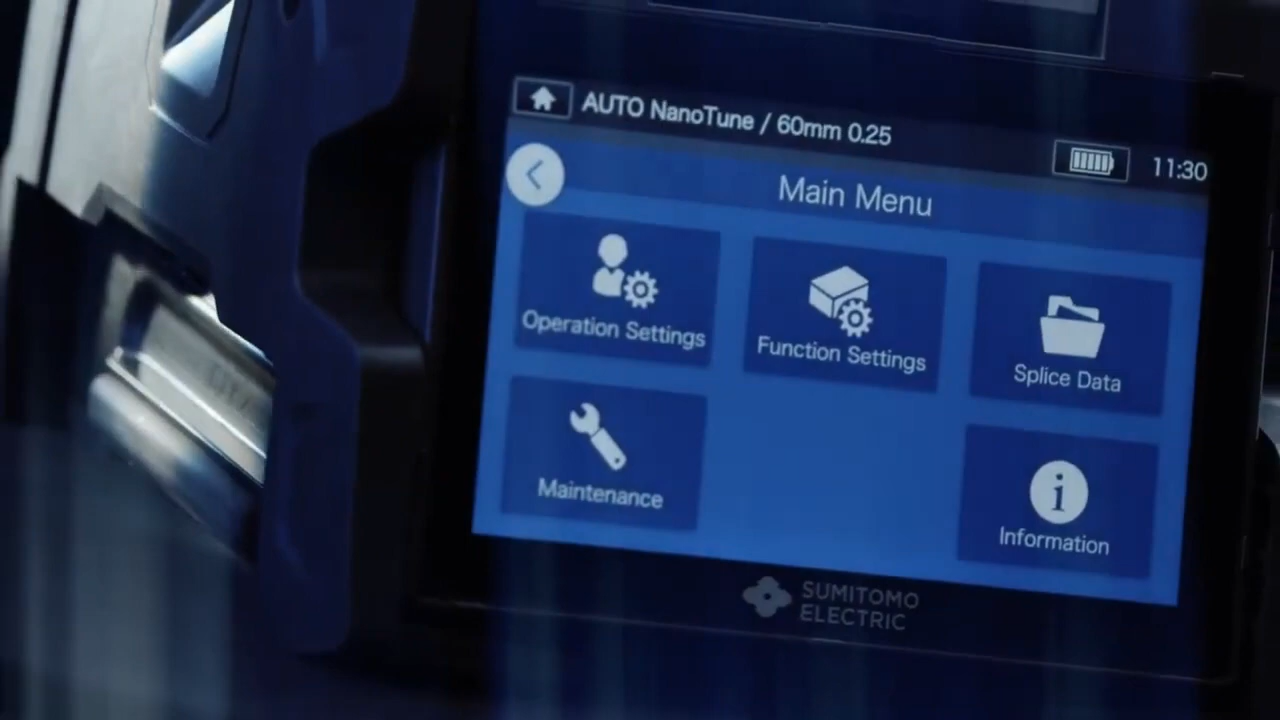 AUTO NanoTune / 60mm 0.25
11:30
Main Menu
Operation Settings
Function Settings
Splice Data
Maintenance
Information
SUMITOMO
ELECTRIC